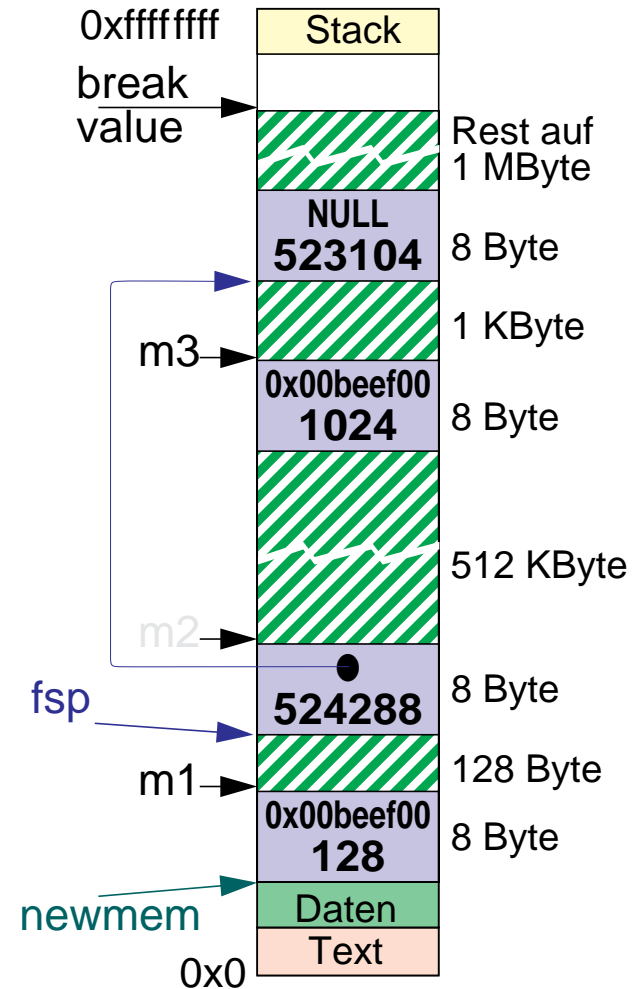 0xffffffff
Stack
break
value
Rest auf
1 MByte
NULL
523104
8 Byte
1 KByte
m3
0x00beef00
1024
8 Byte
512 KByte
m2
fsp
524288
8 Byte
128 Byte
m1
0x00beef00
128
8 Byte
newmem
Daten
Text
0x0